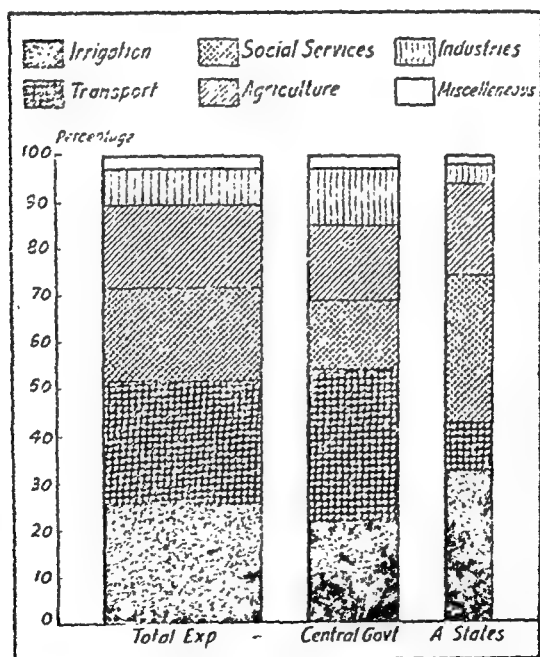 Irrigation Social Services Industries
Transport Agriculture Miscelleneous
Percentage
100
90
80
70
60
50
40
30
20
10
0
Total Exp - Central Govt A States